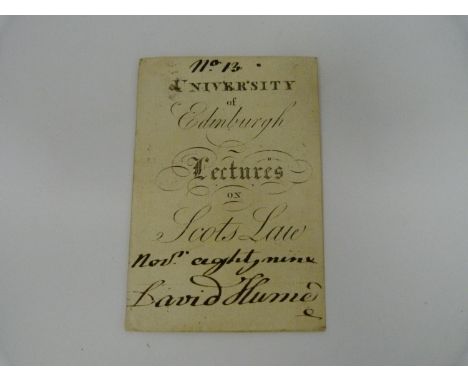 No. 13.
UNIVERSITY
of
Edinburgh
Lectures
ON
Scots Law
Novr. eighty, nine
David Hume